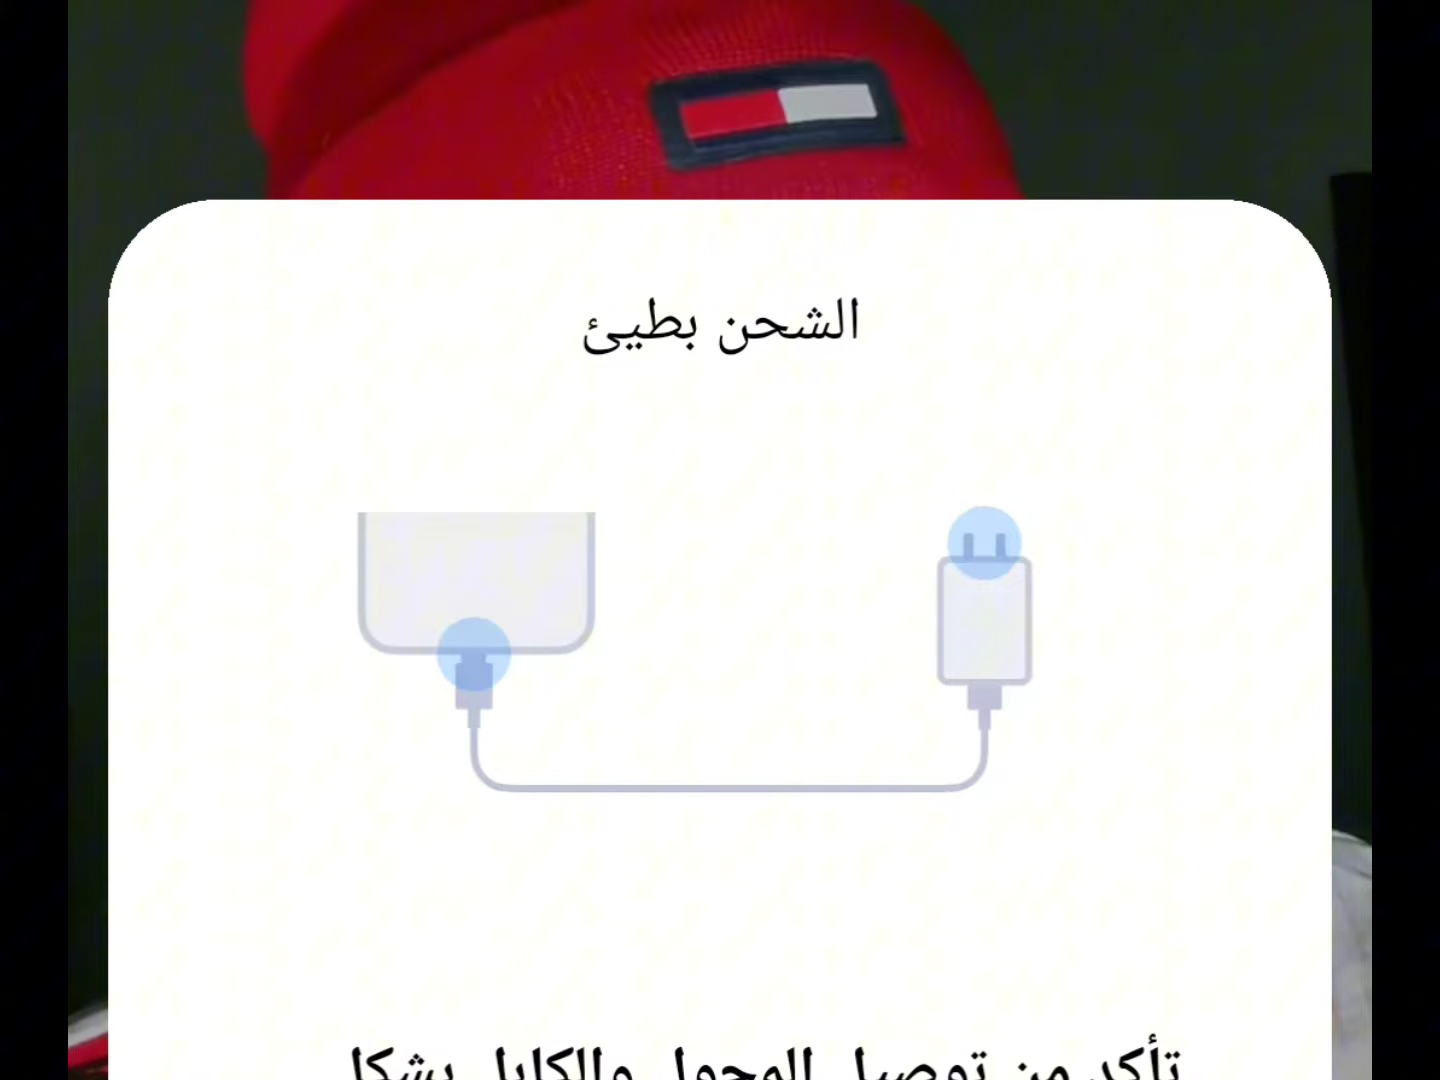 الشحن بطيئ
تأكد من توصيل المحول والكابل بشكل